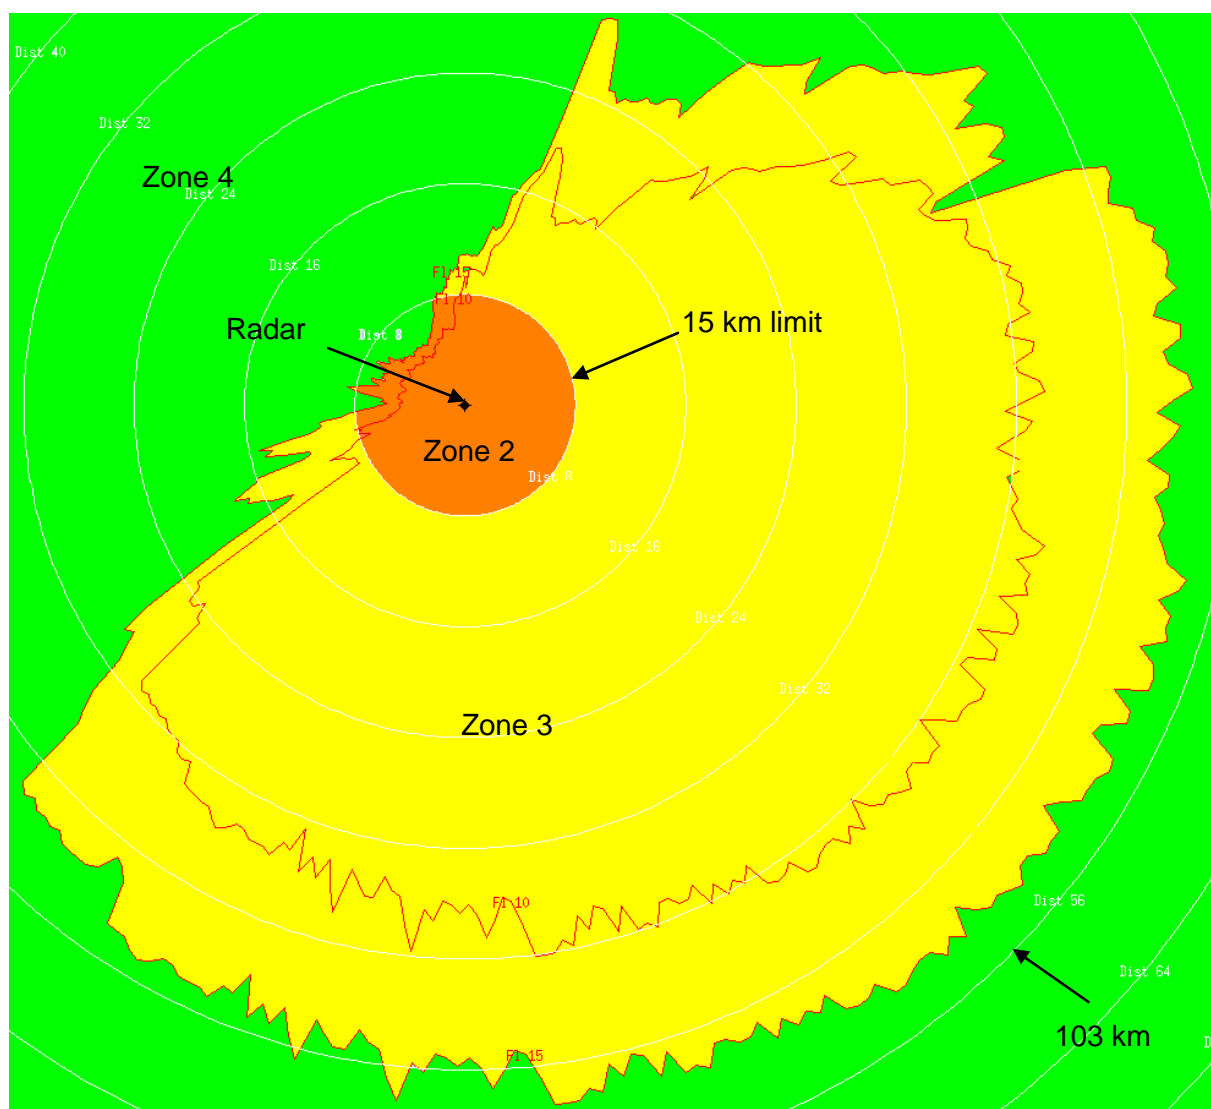 Dist 40
Dist 32
Zone 4
Dist 24
Dist 16
Fl 15
Fl 10
Radar
Dist 8
15 km limit
Zone 2
Dist 8
Dist 16
Dist 24
Dist 32
Zone 3
Fl 10
Dist 56
Dist 64
103 km
Fl 15